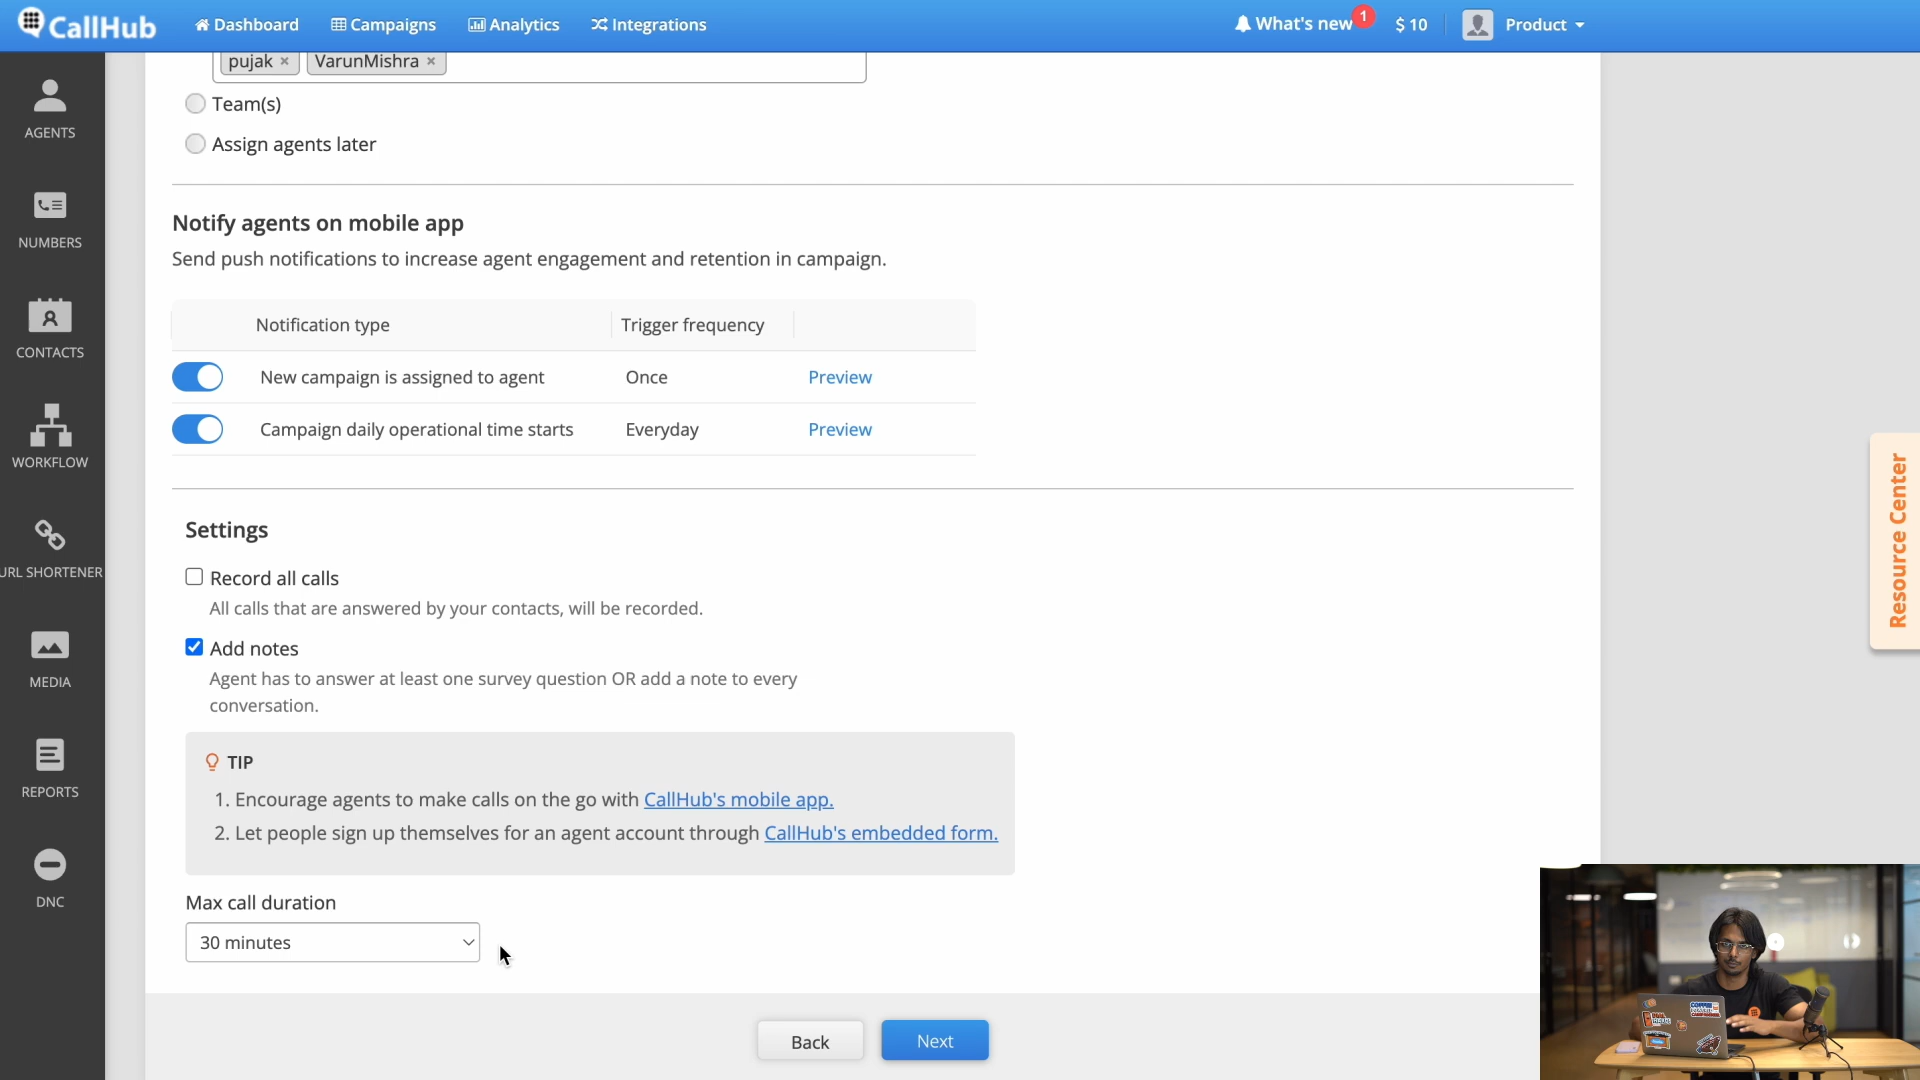 CallHub
Dashboard
Campaigns
Analytics
Integrations
What's new
1
$ 10
Product
pujak ×
VarunMishra ×
Team(s)
Assign agents later
AGENTS
NUMBERS
CONTACTS
WORKFLOW
URL SHORTENER
MEDIA
REPORTS
DNC
Notify agents on mobile app
Send push notifications to increase agent engagement and retention in campaign.
Notification type
Trigger frequency
New campaign is assigned to agent
Once
Preview
Campaign daily operational time starts
Everyday
Preview
Settings
Record all calls
All calls that are answered by your contacts, will be recorded.
Add notes
Agent has to answer at least one survey question OR add a note to every
conversation.
TIP
1. Encourage agents to make calls on the go with CallHub's mobile app.
2. Let people sign up themselves for an agent account through CallHub's embedded form.
Max call duration
30 minutes
Back
Next
Resource Center